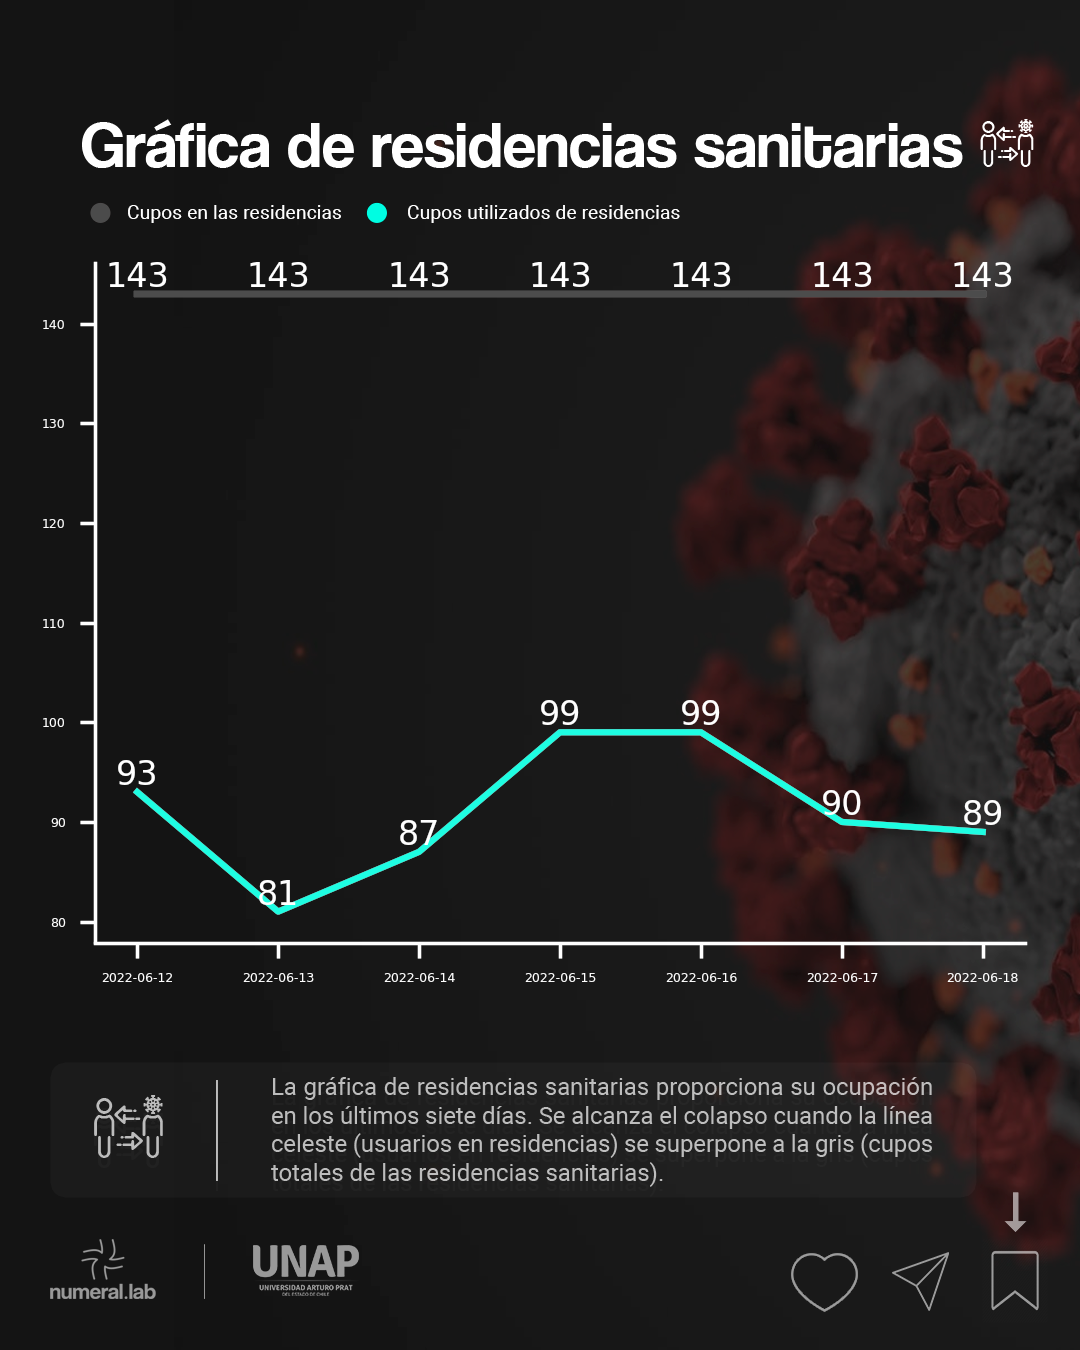 Gráfica de residencias sanitarias
Cupos en las residencias Cupos utilizados de residencias
143 143 143 143 143 143 143
140
130
120
110
100
90
80
93 81 87 99 99 90 89
2022-06-12 2022-06-13 2022-06-14 2022-06-15 2022-06-16 2022-06-17 2022-06-18
La gráfica de residencias sanitarias proporciona su ocupación
en los últimos siete días. Se alcanza el colapso cuando la línea
celeste (usuarios en residencias) se superpone a la gris (cupos
totales de las residencias sanitarias).
numeral.lab
UNAP
UNIVERSIDAD ARTURO PRAT
DEL ESTADO DE CHILE